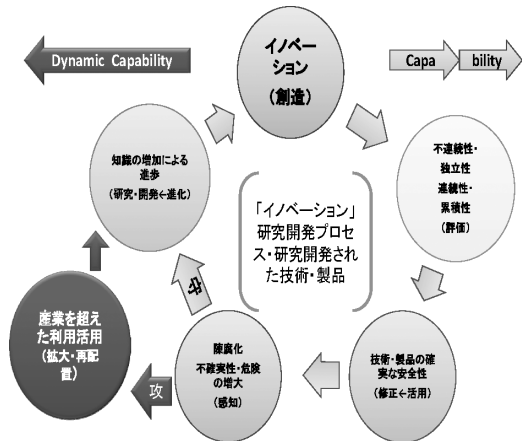 Dynamic Capability
イノベー
ション
(創造)
Capa
bility
不連続性・
独立性
連続性・
累積性
(評価)
技術・製品の確
実な安全性
(修正←活用)
陳腐化
不確実性・危険
の増大
(感知)
攻
守
産業を超え
た利用活用
(拡大・再配
置)
知識の増加による
進歩
(研究・開発←進化)
「イノベーション」
研究開発プロセ
ス・研究開発され
た技術・製品